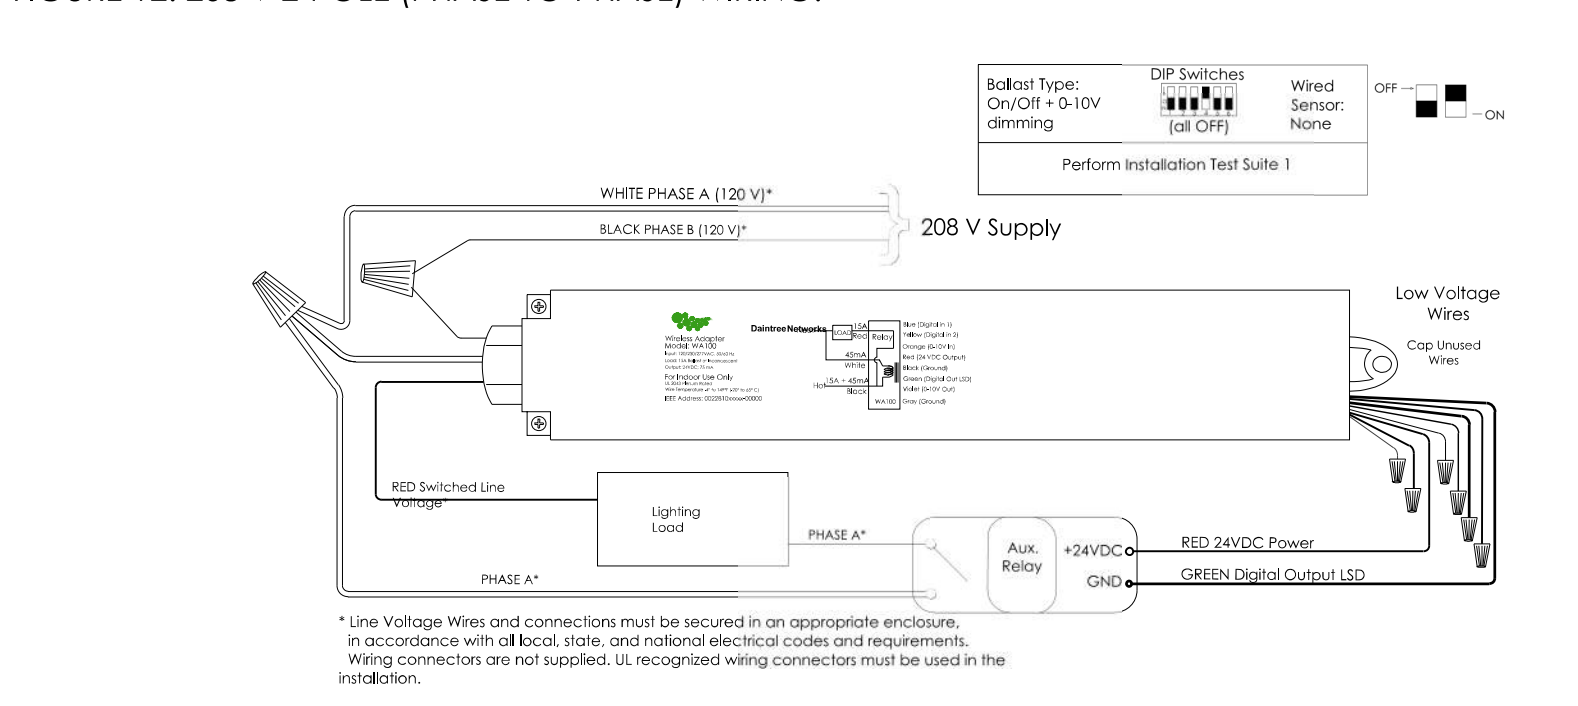 Ballast Type:
On/Off + 0-10V
dimming
DIP Switches
(all OFF)
Wired
Sensor:
None
OFF
ON
Perform Installation Test Suite 1
WHITE PHASE A (120 V)*
BLACK PHASE B (120 V)*
208 V Supply
Low Voltage
Wires
Cap Unused
Wires
Wireless Adapter
Model: WA100
Output: 24VDC: 75 mA
For Indoor Use Only
Daintree Networks
LOAD
15A
Red
Relay
45mA
White
Hot
15A + 45mA
Black
WA100
Blue (Digital In 1)
Yellow (Digital In 2)
Orange (0-10V In)
Red (24 VDC Output)
Black (Ground)
Green (Digital Out LSD)
Violet (0-10V Out)
Gray (Ground)
RED Switched Line
Voltage*
Lighting
Load
PHASE A*
PHASE A*
Aux.
Relay
+24VDC
GND
RED 24VDC Power
GREEN Digital Output LSD
* Line Voltage Wires and connections must be secured in an appropriate enclosure,
in accordance with all local, state, and national electrical codes and requirements.
Wiring connectors are not supplied. UL recognized wiring connectors must be used in the
installation.